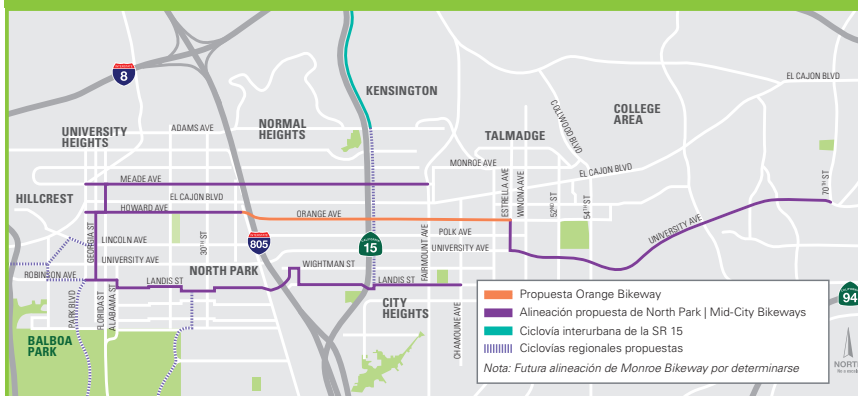 INTERSTATE
8
EL CAJON BLVD
KENSINGTON
COLLWOOD BLVD
COLLEGE
AREA
UNIVERSITY
HEIGHTS
ADAMS AVE
NORMAL
HEIGHTS
TALMADGE
MONROE AVE
EL CAJON BLVD
MEADE AVE
HILLCREST
EL CAJON BLVD
HOWARD AVE
ORANGE AVE
ESTRELLA AVE
WINONA AVE
52ND ST
54TH ST
70TH ST
GEORGIA ST
LINCOLN AVE
30TH ST
805
15
FAIRMOUNT AVE
POLK AVE
UNIVERSITY AVE
UNIVERSITY AVE
UNIVERSITY AVE
ROBINSON AVE
NORTH PARK
WIGHTMAN ST
LANDIS ST
LANDIS ST
PARK BLVD
FLORIDA ST
ALABAMA ST
CITY
HEIGHTS
CHAMOUNE AVE
BALBOA
PARK
94
Propuesta Orange Bikeway
Alineación propuesta de North Park | Mid-City Bikeways
Ciclovía interurbana de la SR 15
Ciclovías regionales propuestas
Nota: Futura alineación de Monroe Bikeway por determinarse
NORTH